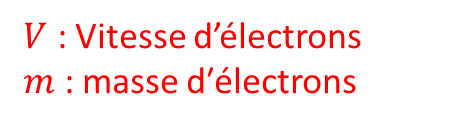 V : Vitesse d’électrons
m : masse d’électrons